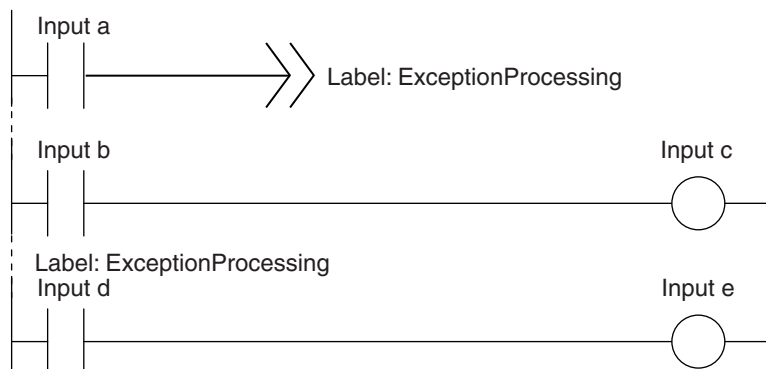 Input a
Label: ExceptionProcessing
Input b
Input c
Label: ExceptionProcessing
Input d
Input e